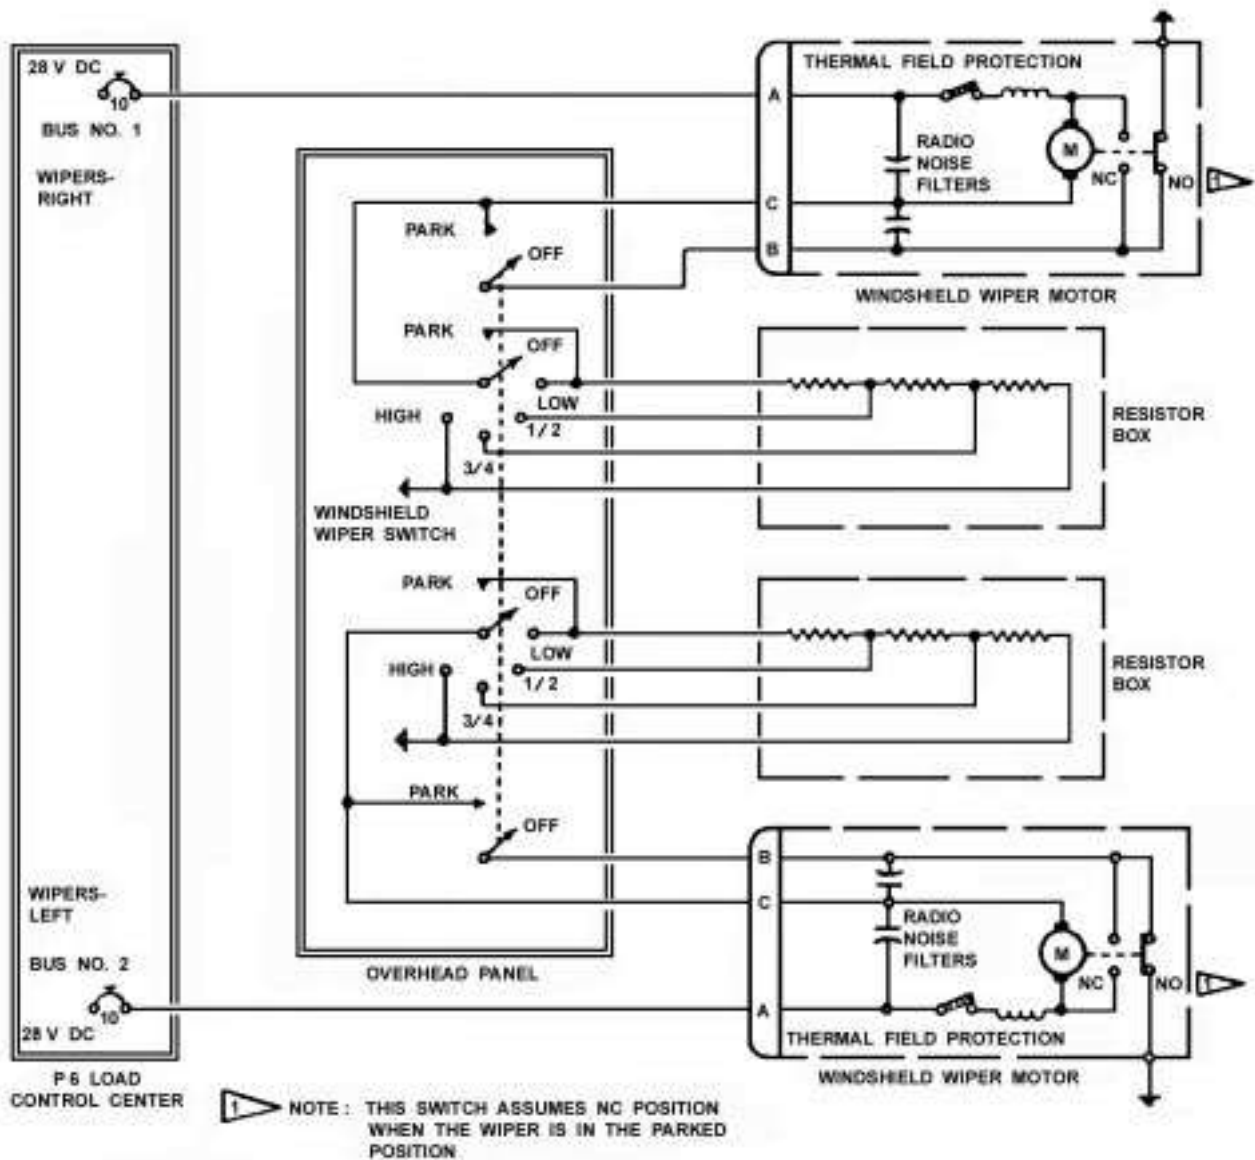 28 V DC
10
BUS NO. 1
WIPERS-
RIGHT
THERMAL FIELD PROTECTION
A
RADIO
NOISE
FILTERS
M
NC
NO
1
C
B
WINDSHIELD WIPER MOTOR
PARK
OFF
PARK
OFF
LOW
HIGH
1/2
3/4
WINDSHIELD
WIPER SWITCH
RESISTOR
BOX
PARK
OFF
LOW
HIGH
1/2
3/4
RESISTOR
BOX
PARK
OFF
OVERHEAD PANEL
WIPERS-
LEFT
BUS NO. 2
10
28 V DC
P 6 LOAD
CONTROL CENTER
B
C
RADIO
NOISE
FILTERS
M
NC
NO
1
A
THERMAL FIELD PROTECTION
WINDSHIELD WIPER MOTOR
1 NOTE : THIS SWITCH ASSUMES NC POSITION
WHEN THE WIPER IS IN THE PARKED
POSITION